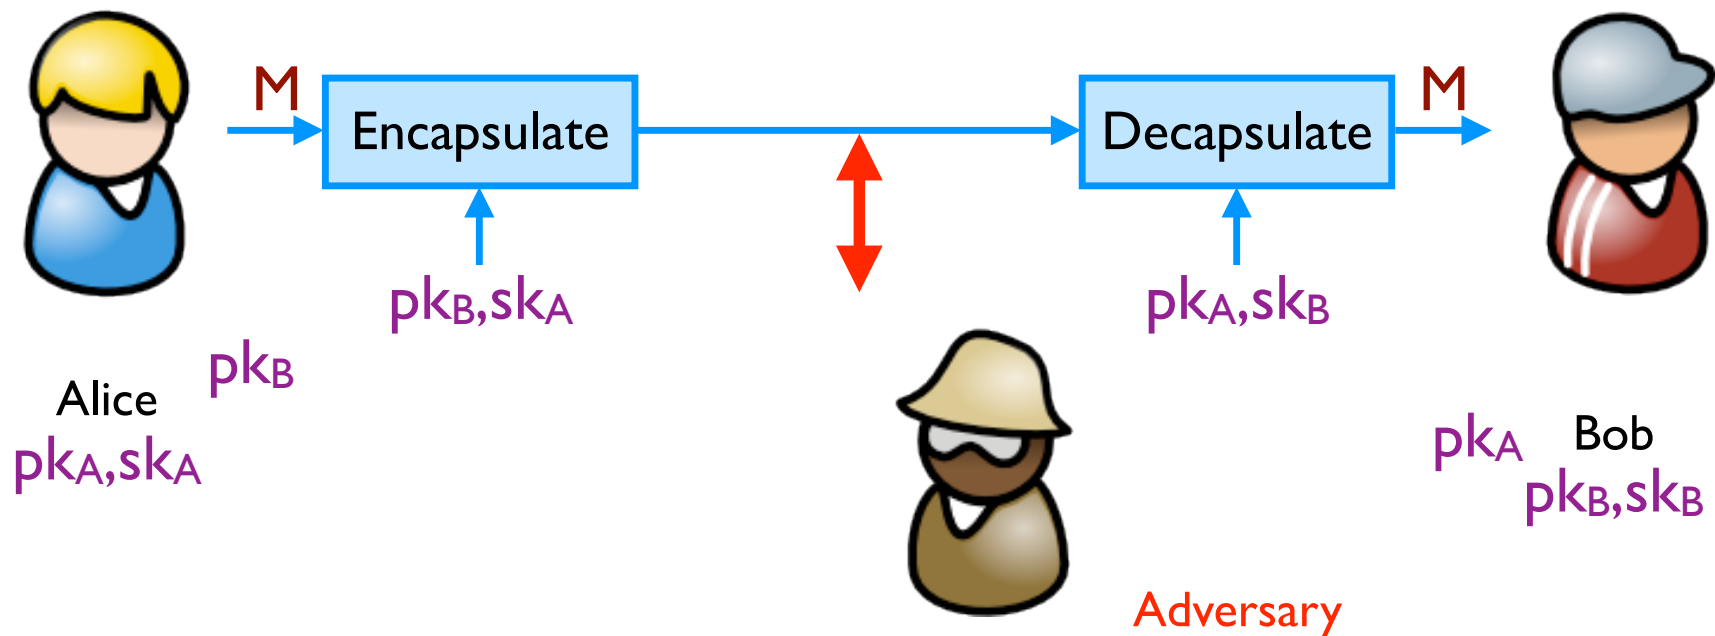 M
Encapsulate
Decapsulate
M
pkB,skA
pkA,skB
pkB
Alice
pkA,skA
pkA
Bob
pkB,skB
Adversary